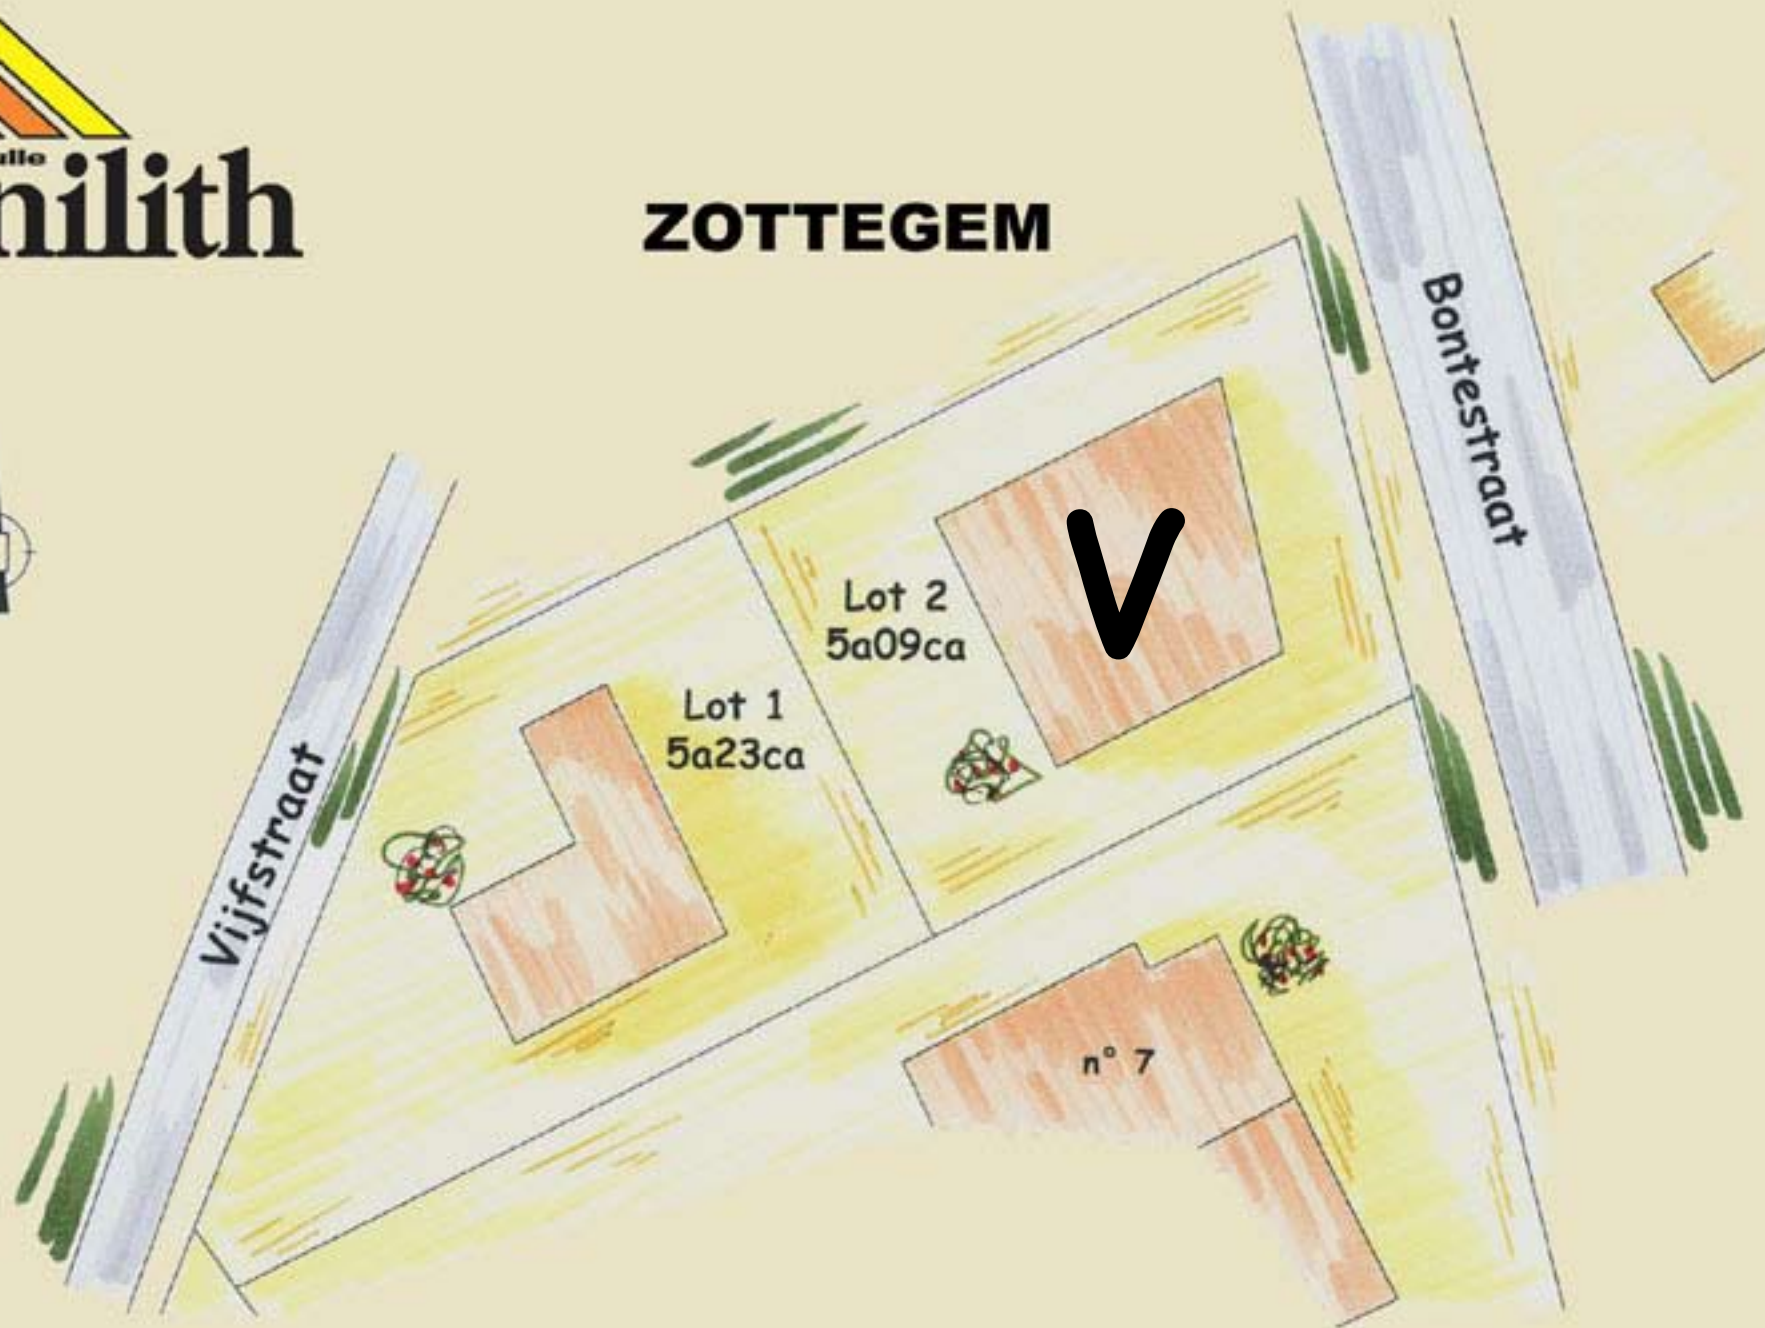 nilith
ZOTTEGEM
Bontestraat
Lot 2
5a09ca
V
Lot 1
5a23ca
Vijfstraat
n° 7